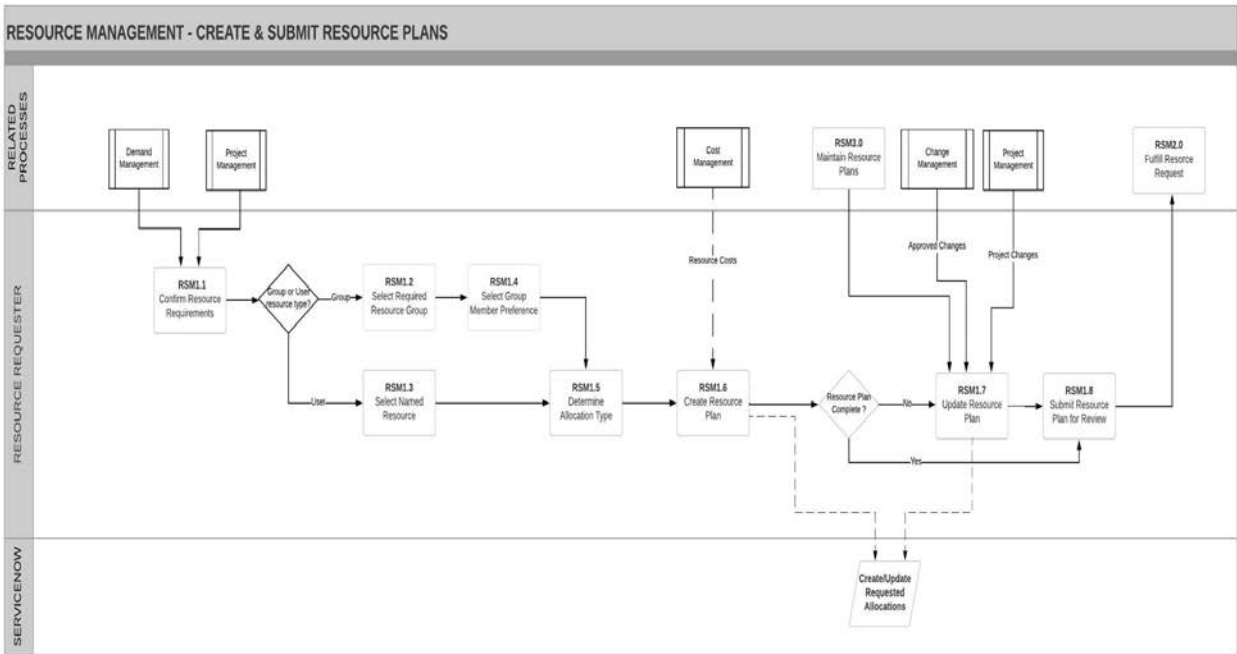 RESOURCE MANAGEMENT - CREATE & SUBMIT RESOURCE PLANS
RELATED
PROCESSES
Demand
Management
Project
Management
Cost
Management
RSM3.0
Maintain Resource
Plans
Change
Management
Project
Management
RSM2.0
Fulfill Resorce
Request
RESOURCE REQUESTER
Resource Costs
Approved Changes
Project Changes
RSM1.1
Confirm Resource
Requirements
Group or User
resource type?
Group
RSM1.2
Select Required
Resource Group
RSM1.4
Select Group
Member Preference
User
RSM1.3
Select Named
Resource
RSM1.5
Determine
Allocation Type
RSM1.6
Create Resource
Plan
Resource Plan
Complete ?
No
RSM1.7
Update Resource
Plan
RSM1.8
Submit Resource
Plan for Review
Yes
SERVICENOW
Create/Update
Requested
Allocations